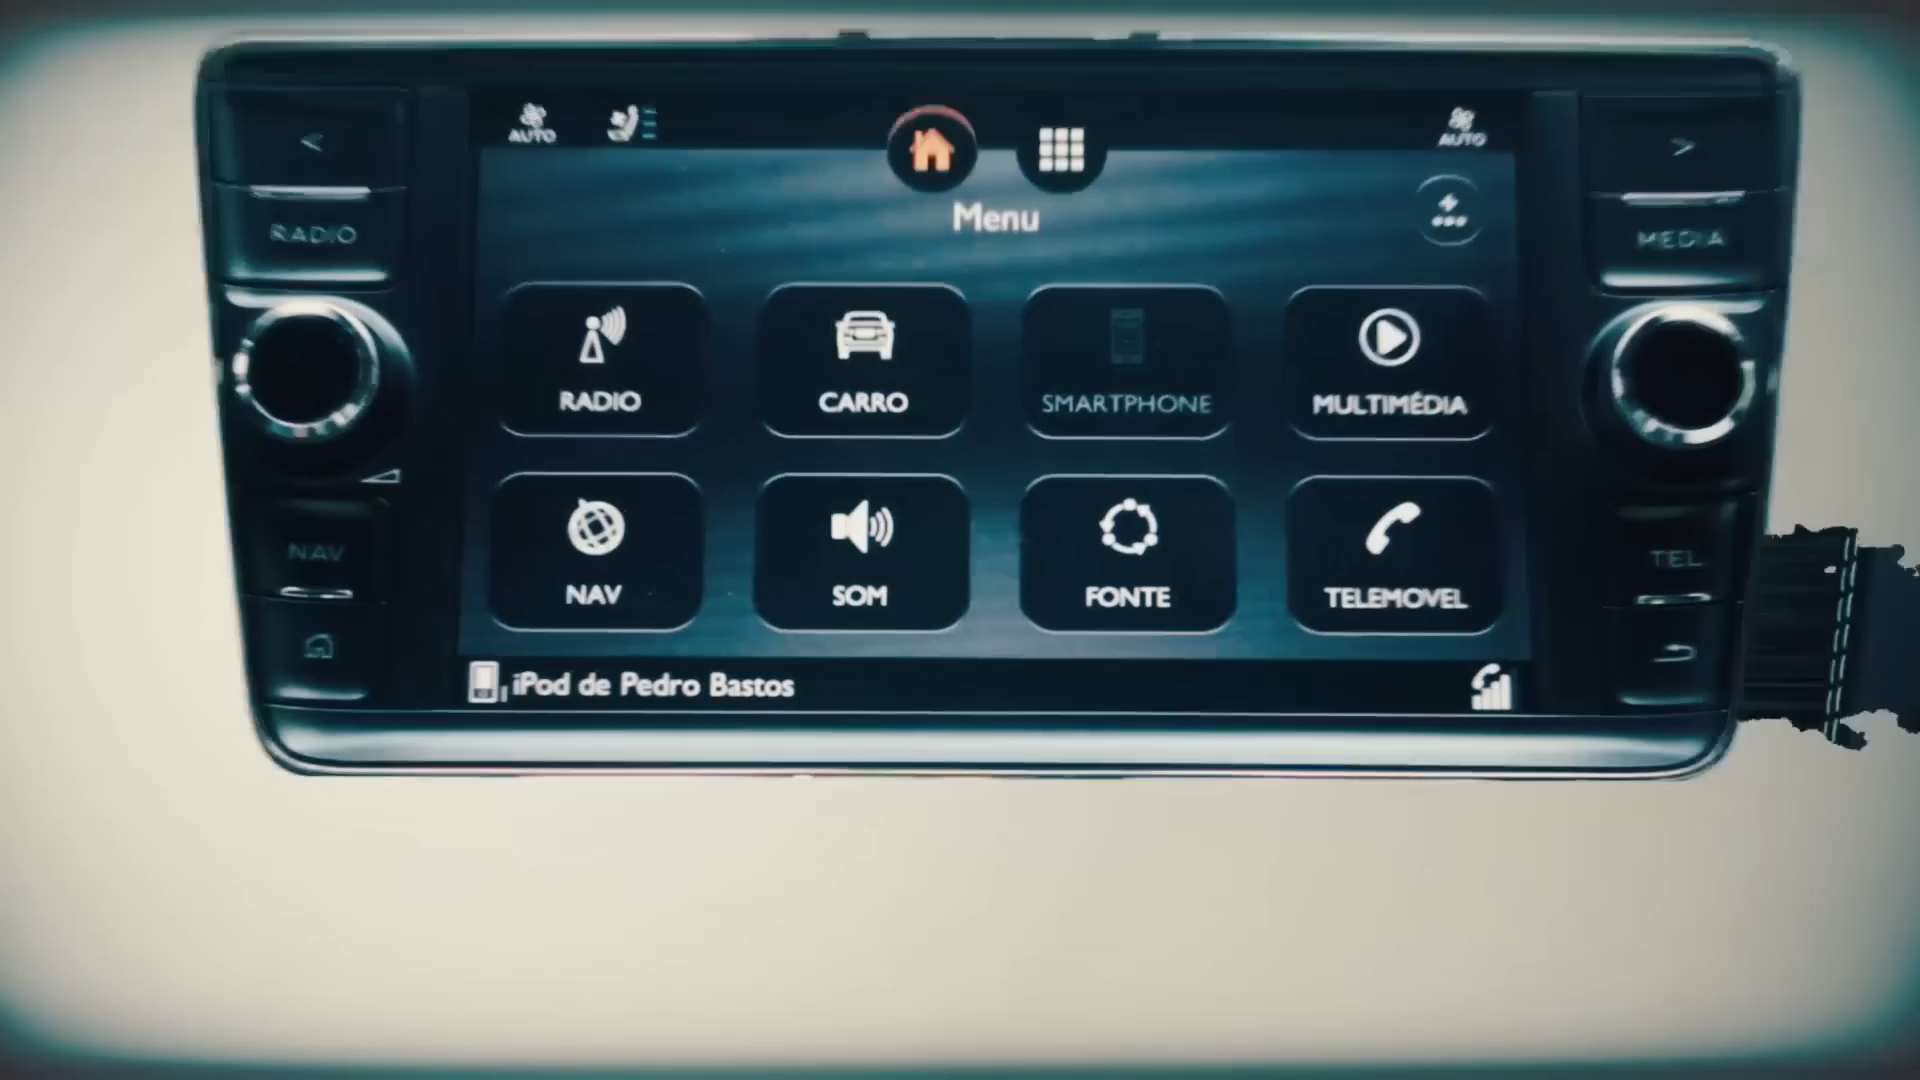 AUTO
AUTO
<
>
Menu
RADIO
MEDIA
RADIO
CARRO
SMARTPHONE
MULTIMÉDIA
NAV
TEL
NAV
SOM
FONTE
TELEMOVEL
iPod de Pedro Bastos